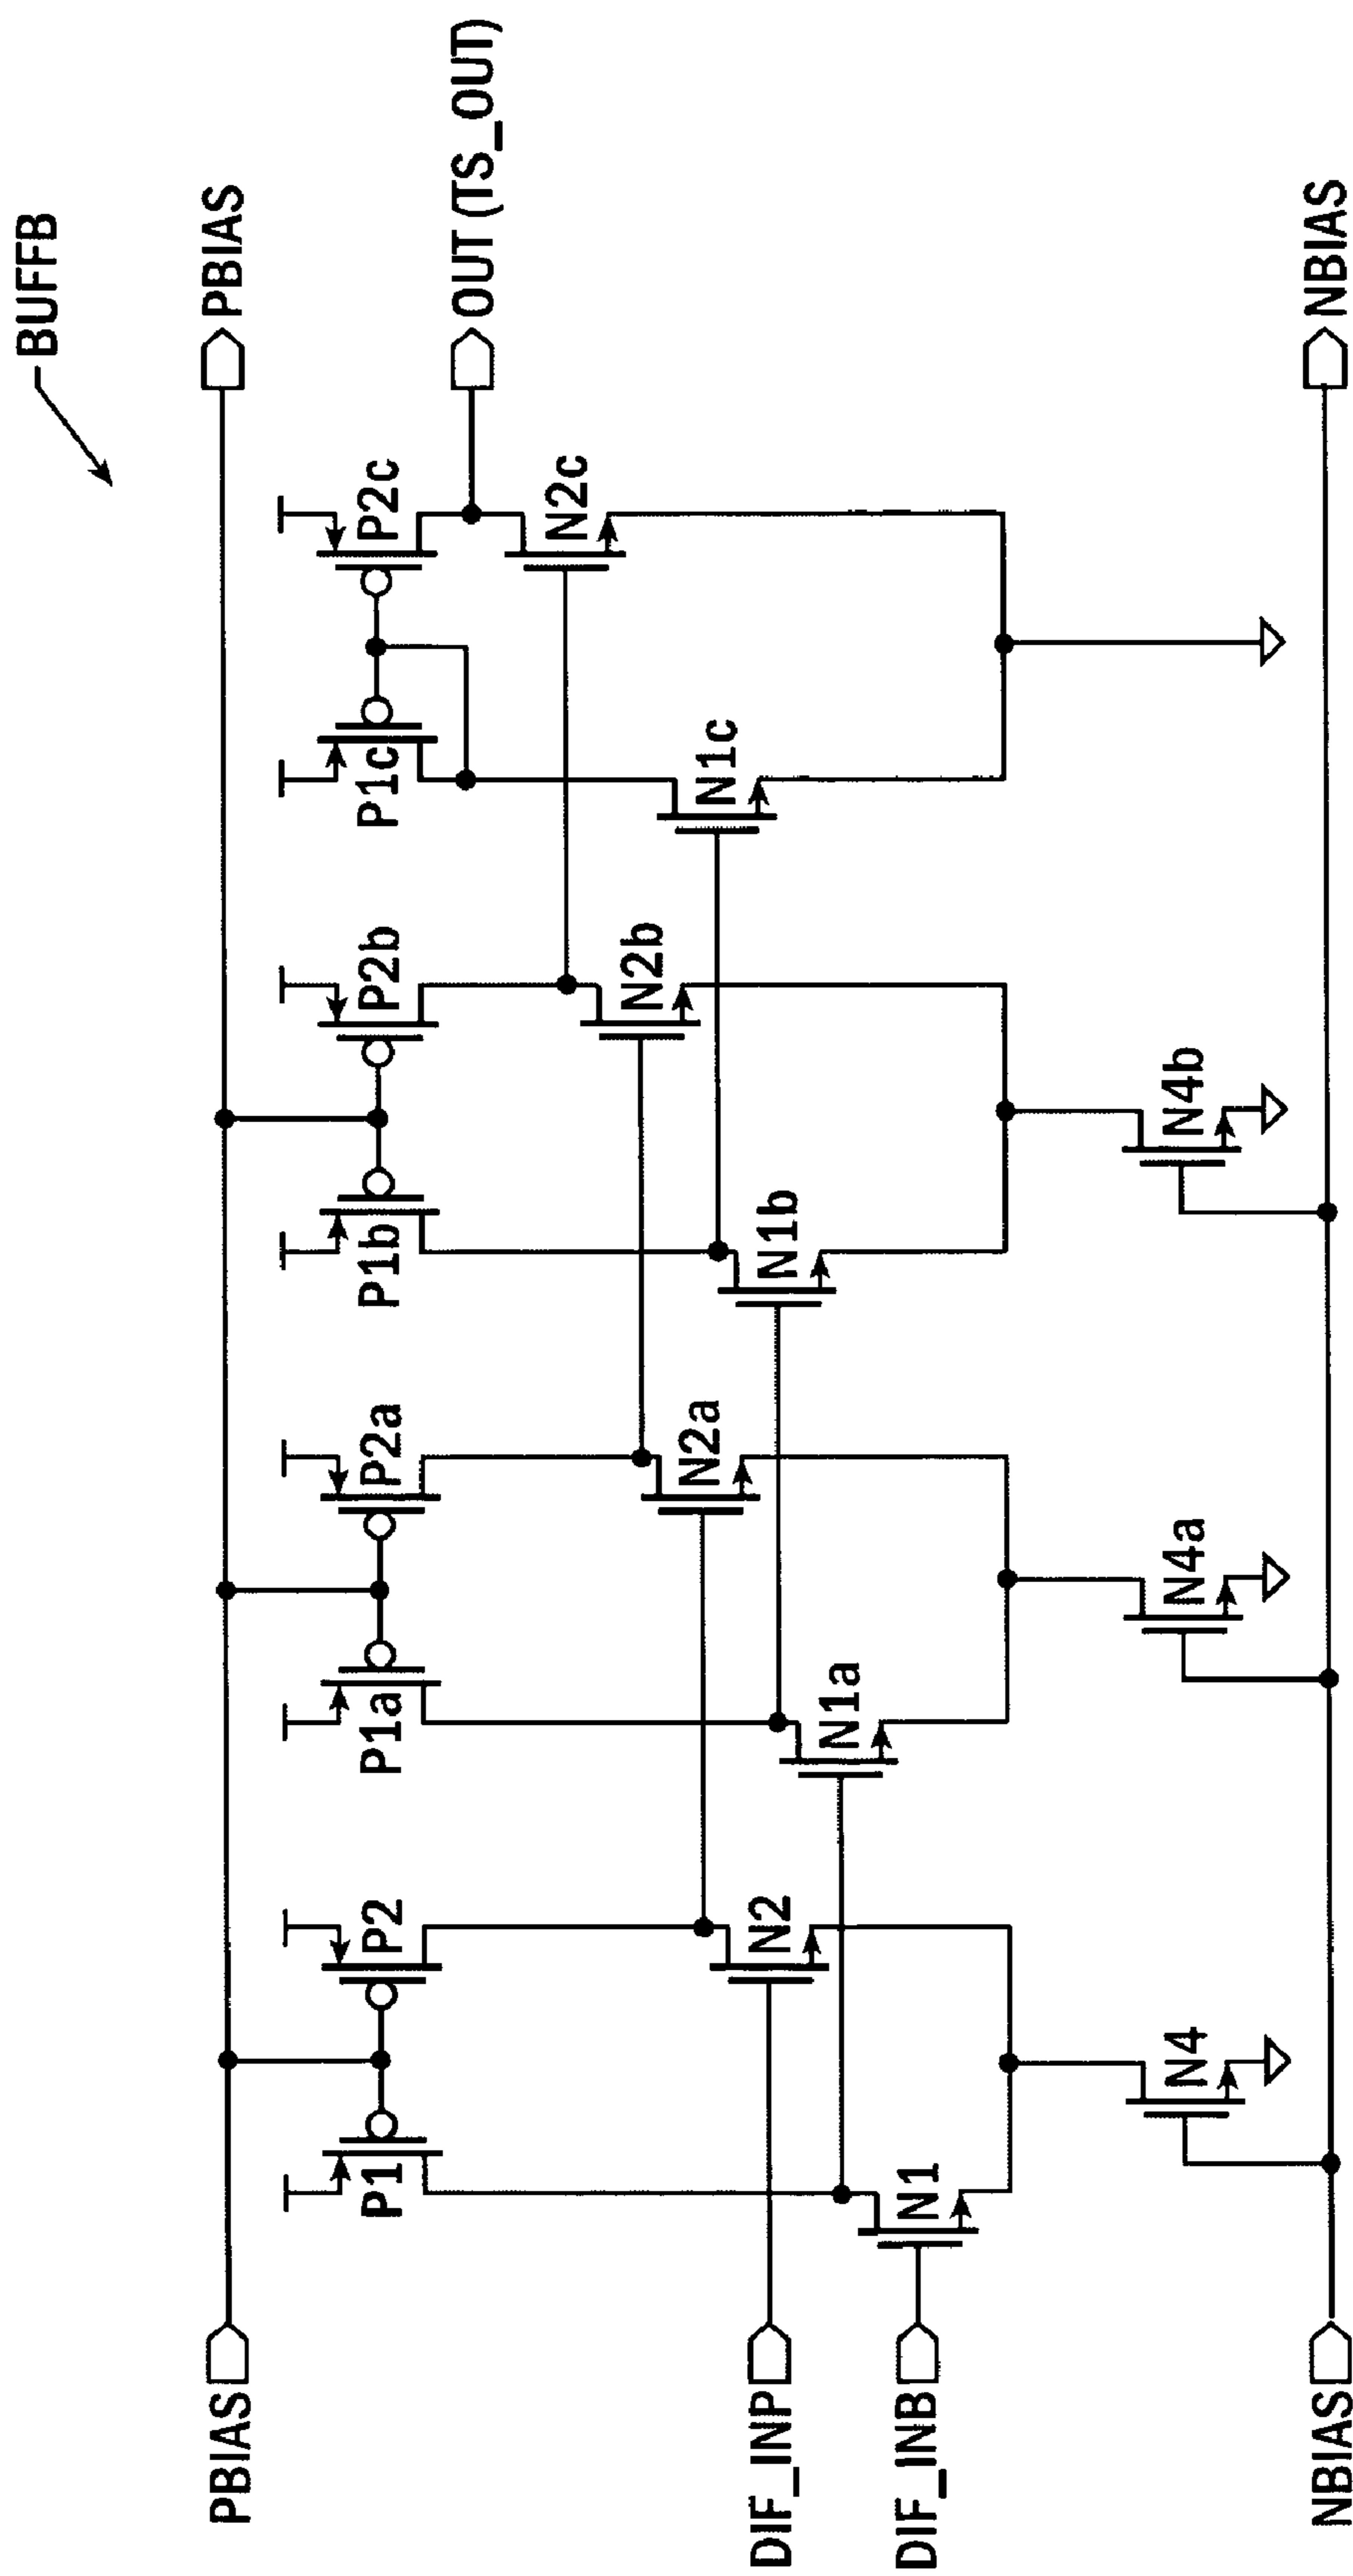 BUFFB
PBIAS
PBIAS
P1
P2
P1a
P2a
P1b
P2b
P1c
P2c
OUT (TS_OUT)
DIF_INP
DIF_INB
N1
N2
N1a
N2a
N1b
N2b
N1c
N2c
N4
N4a
N4b
NBIAS
NBIAS